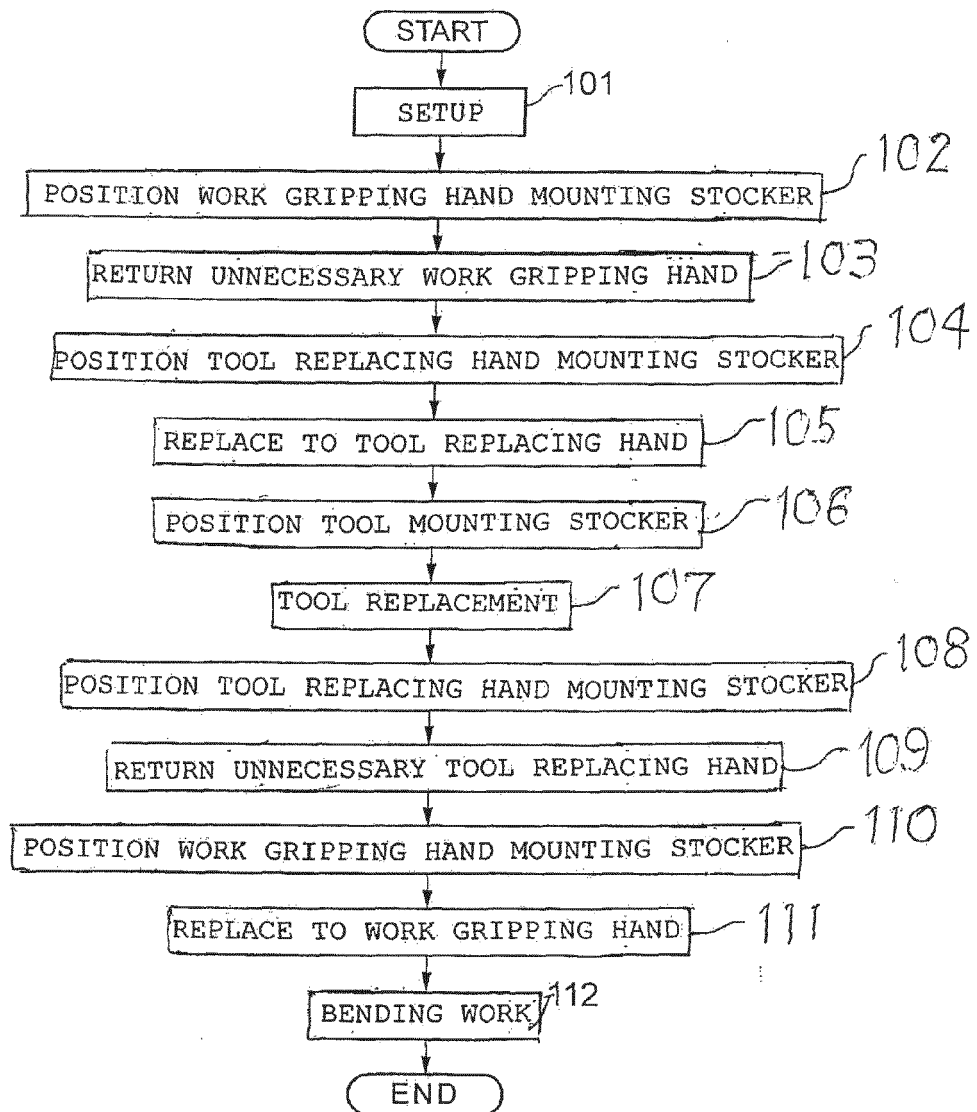 START
SETUP 101
POSITION WORK GRIPPING HAND MOUNTING STOCKER 102
RETURN UNNECESSARY WORK GRIPPING HAND 103
POSITION TOOL REPLACING HAND MOUNTING STOCKER 104
REPLACE TO TOOL REPLACING HAND 105
POSITION TOOL MOUNTING STOCKER 106
TOOL REPLACEMENT 107
POSITION TOOL REPLACING HAND MOUNTING STOCKER 108
RETURN UNNECESSARY TOOL REPLACING HAND 109
POSITION WORK GRIPPING HAND MOUNTING STOCKER 110
REPLACE TO WORK GRIPPING HAND 111
BENDING WORK 112
END